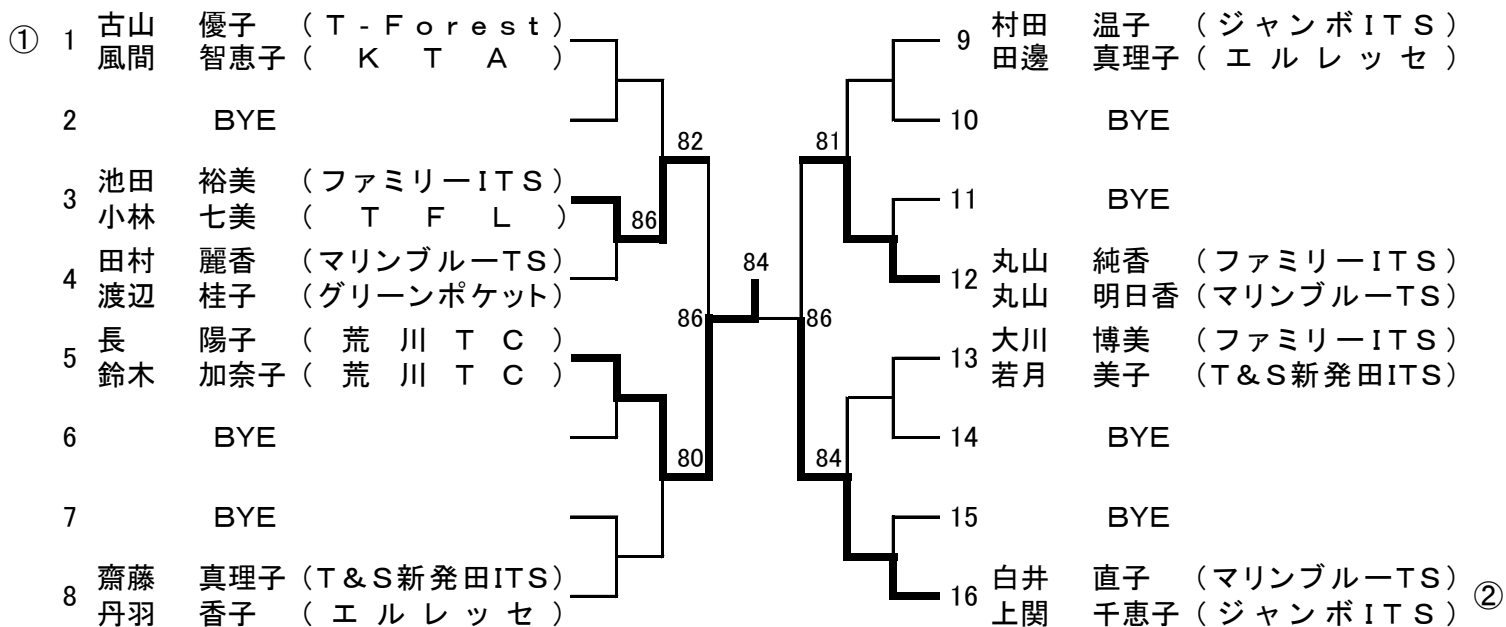 ① 1 古山 優子 (T-Forest)
風間 智恵子 (KTA)
2 BYE
82
3 池田 裕美 (ファミリーITS)
小林 七美 (TFL)
86
4 田村 麗香 (マリンブルーTS)
渡辺 桂子 (グリーンポケット)
86
5 長 陽子 (荒川TC)
鈴木 加奈子 (荒川TC)
6 BYE
80
7 BYE
8 齋藤 真理子 (T&S新発田ITS)
丹羽 香子 (エルレッセ)
84
9 村田 温子 (ジャンボITS)
田邊 真理子 (エルレッセ)
10 BYE
81
11 BYE
12 丸山 純香 (ファミリーITS)
丸山 明日香 (マリンブルーTS)
86
13 大川 博美 (ファミリーITS)
若月 美子 (T&S新発田ITS)
14 BYE
84
15 BYE
16 白井 直子 (マリンブルーTS) ②
上関 千恵子 (ジャンボITS)